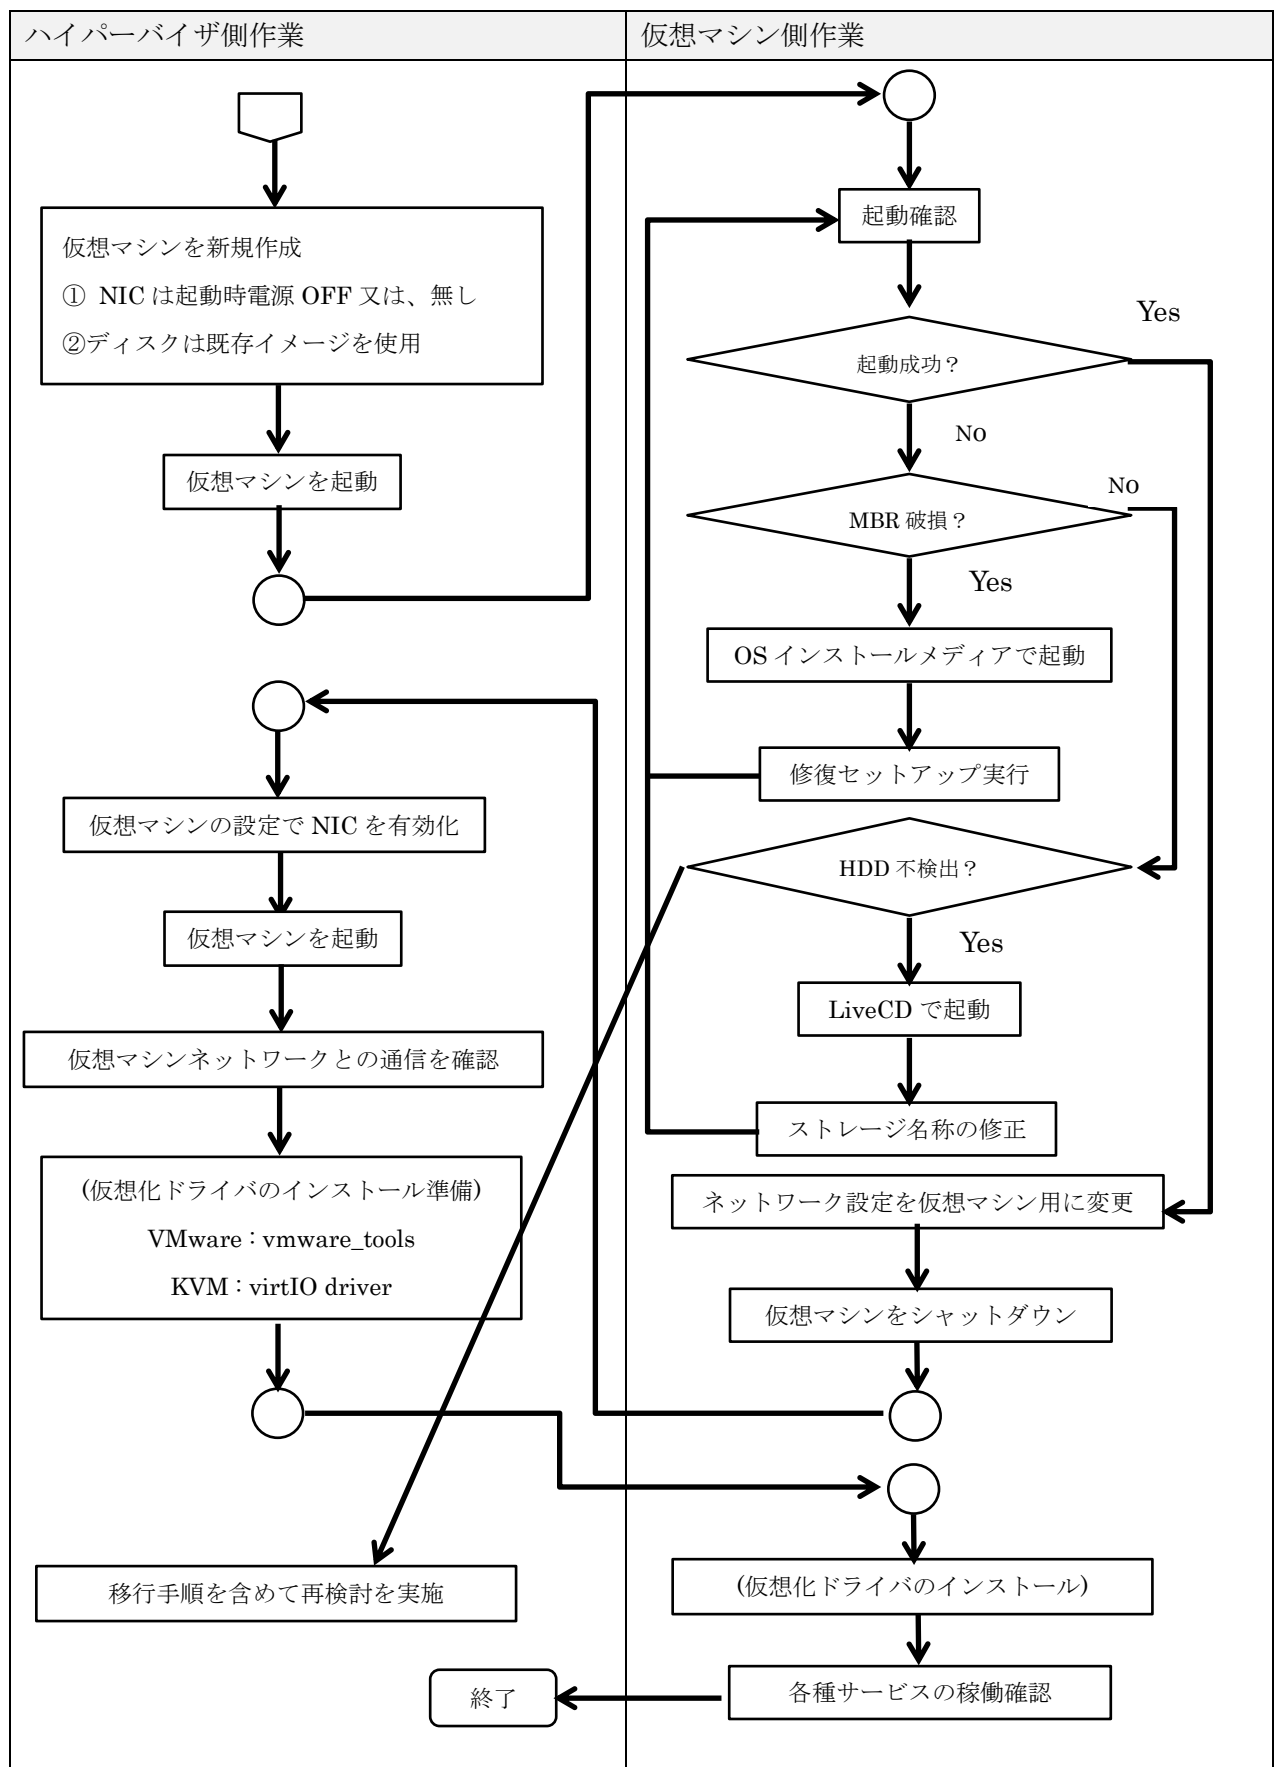 ハイパーバイザ側作業
仮想マシン側作業
仮想マシンを新規作成
① NIC は起動時電源 OFF 又は、無し
②ディスクは既存イメージを使用
仮想マシンを起動
仮想マシンの設定で NIC を有効化
仮想マシンを起動
仮想マシンネットワークとの通信を確認
(仮想化ドライバのインストール準備)
VMware：vmware_tools
KVM：virtIO driver
移行手順を含めて再検討を実施
終了
起動確認
起動成功？
Yes
No
MBR 破損？
No
Yes
OS インストールメディアで起動
修復セットアップ実行
HDD 不検出？
Yes
LiveCD で起動
ストレージ名称の修正
ネットワーク設定を仮想マシン用に変更
仮想マシンをシャットダウン
(仮想化ドライバのインストール)
各種サービスの稼働確認